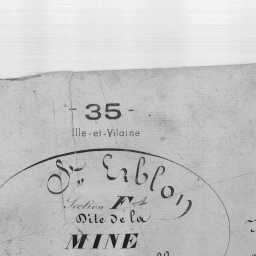 - 35 -
Ille-et-Vilaine
St. Erblon
Section F
Dite de la
MINE